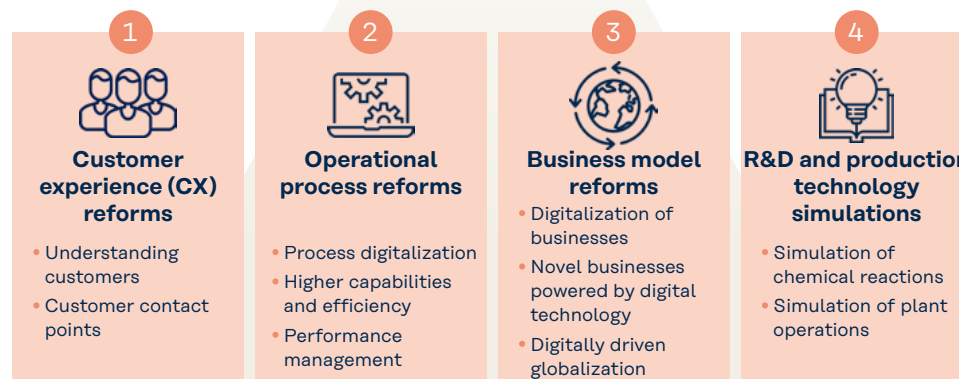 1
Customer
experience (CX)
reforms
• Understanding
customers
• Customer contact
points
2
Operational
process reforms
• Process digitalization
• Higher capabilities
and efficiency
• Performance
management
3
Business model
reforms
• Digitalization of
businesses
• Novel businesses
powered by digital
technology
• Digitally driven
globalization
4
R&D and production
technology
simulations
• Simulation of
chemical reactions
• Simulation of plant
operations